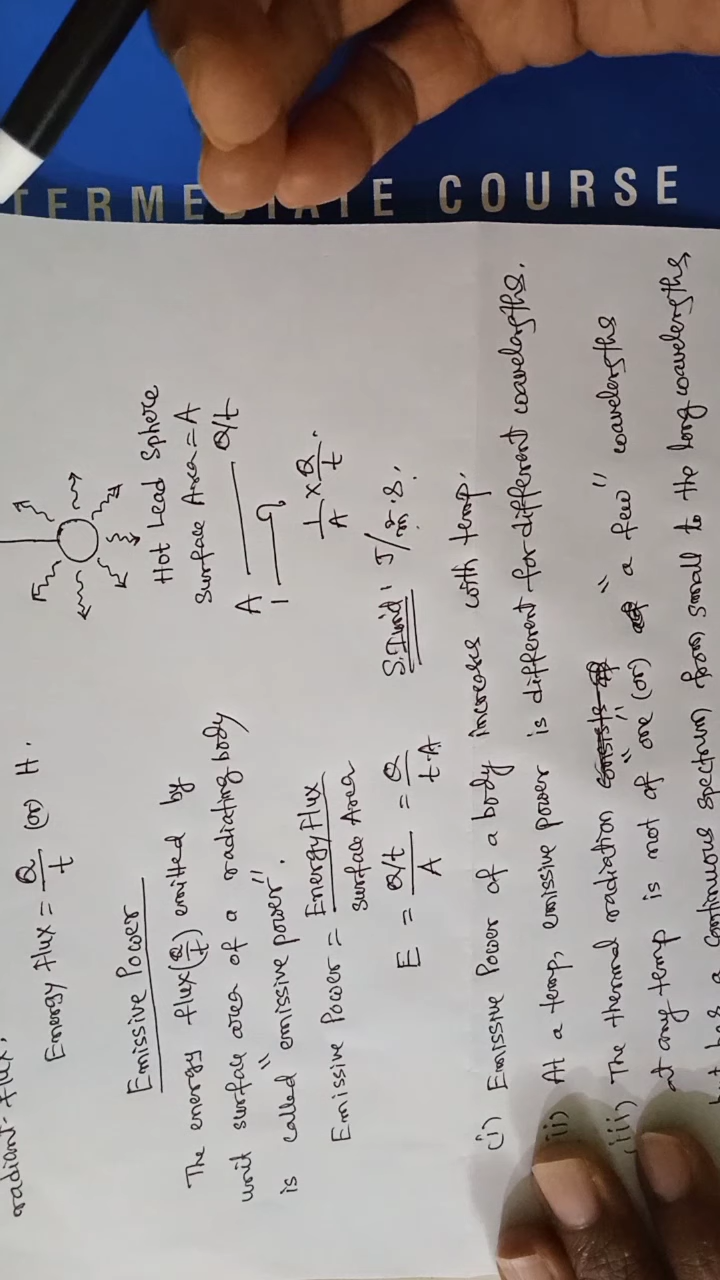 TERME
COURSE
radiant - flux,
Energy flux = Q/t (or) H.
Emissive Power
The energy flux (Q/t) emitted by
unit surface area of a radiating body
is called "emissive power".
Emissive Power = Energy flux / surface Area
E = Q/t / A = Q / t.A
Hot Lead Sphere
Surface Area = A
A — Q/t
1 — ?
1/A × Q/t.
S.I unit : J/m².s.
(i) Emissive Power of a body increases with temp.
(ii) At a temp, emissive power is different for different wavelengths.
(iii) The thermal radiation
at any temp is not of "one" (or) "a few" wavelengths
but has a continuous spectrum from small to the long wavelengths,